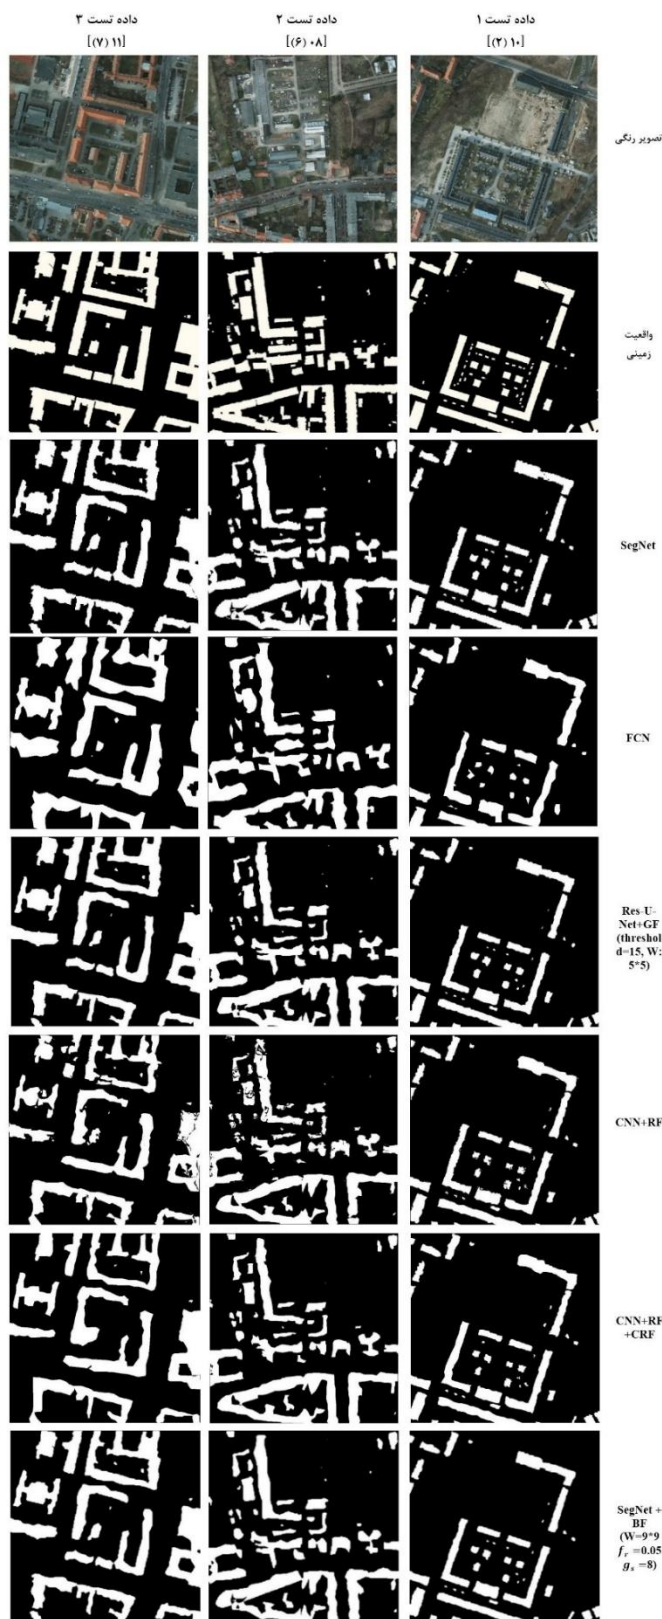 داده تست ۱
داده تست ۲
داده تست ۳
[(۲) ۱۰]
[(۶) ۰۸]
[(۷) ۱۱]
تصویر رنگی
واقعیت
زمینی
SegNet
FCN
Res-U-
Net+GF
(threshol
d=15, W:
5*5)
CNN+RF
CNN+RF
+CRF
SegNet +
BF
(W=9*9
f_r =0.05
g_s =8)